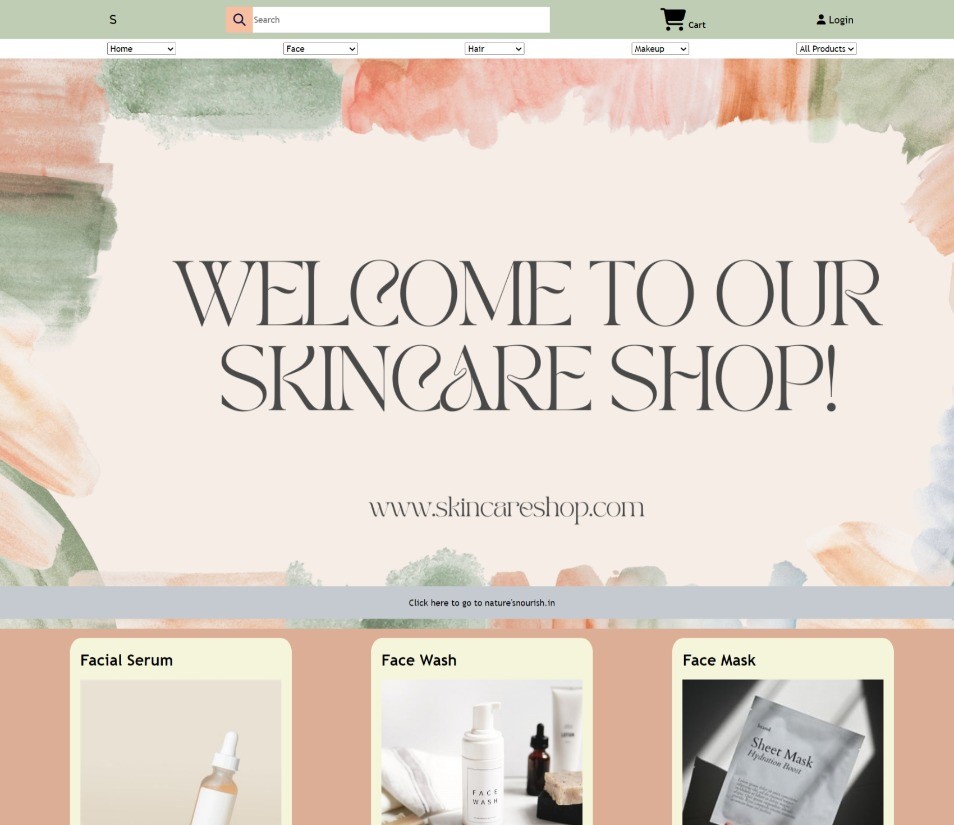 S
Search
Cart
Login
Home
Face
Hair
Makeup
All Products
WELCOME TO OUR
SKINCARE SHOP!
www.skincareshop.com
Click here to go to nature'snourish.in
Facial Serum
Face Wash
Face Mask
FACE
WASH
Sheet Mask
Hydration Boost